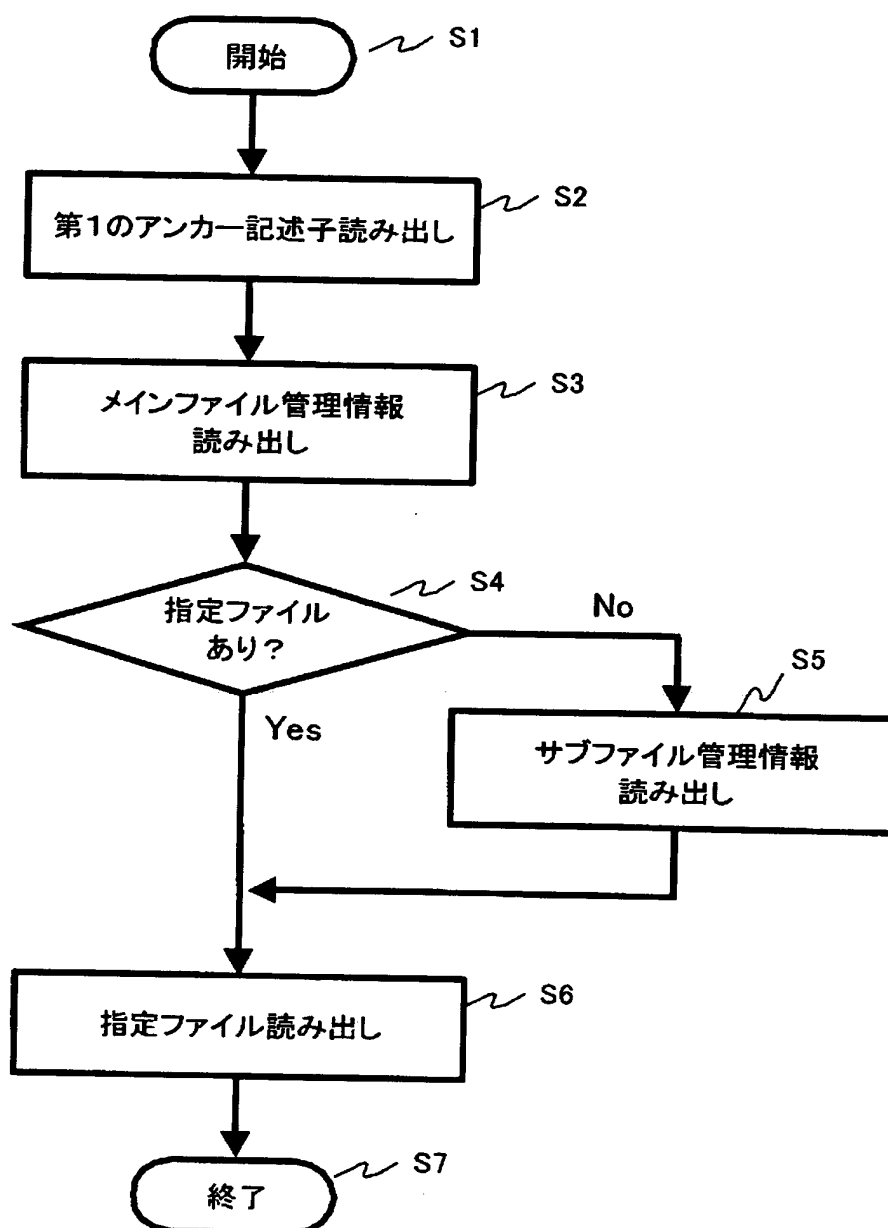 開始
S1
第1のアンカー記述子読み出し
S2
メインファイル管理情報
読み出し
S3
指定ファイル
あり？
S4
No
Yes
S5
サブファイル管理情報
読み出し
指定ファイル読み出し
S6
終了
S7